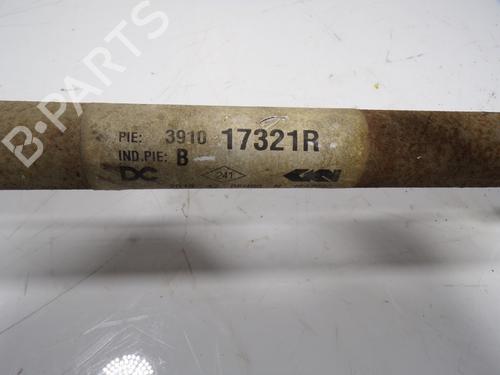 B-PARTS
PIE: 3910 17321R
IND.PIE: B
DC 241 GKN